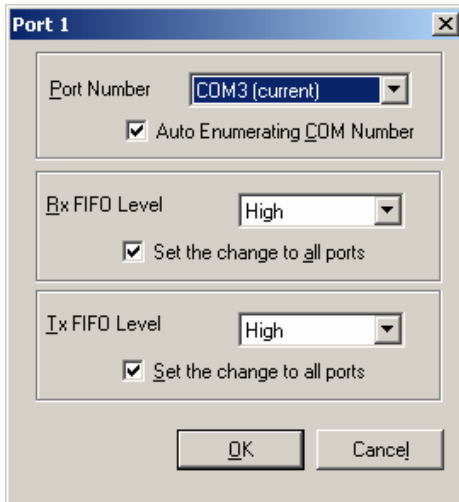 Port 1
Port Number COM3 (current)
Auto Enumerating COM Number
Rx FIFO Level High
Set the change to all ports
Tx FIFO Level High
Set the change to all ports
OK Cancel